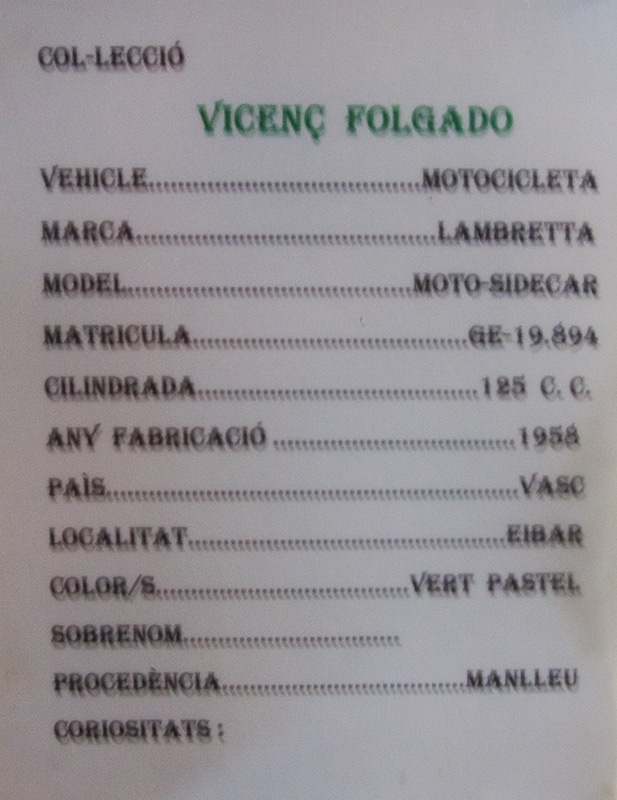 COL-LECCIÓ
VICENÇ FOLGADO
VEHICLE........................................MOTOCICLETA
MARCA............................................LAMBRETTA
MODEL..........................................MOTO-SIDECAR
MATRICULA........................................GE-19.894
CILINDRADA.........................................125 C.C.
ANY FABRICACIÓ...................................1958
PAÌS............................................................VASC
LOCALITAT..............................................EIBAR
COLOR/S.....................................VERT PASTEL
SOBRENOM................................
PROCEDÈNCIA....................................MANLLEU
CORIOSITATS: